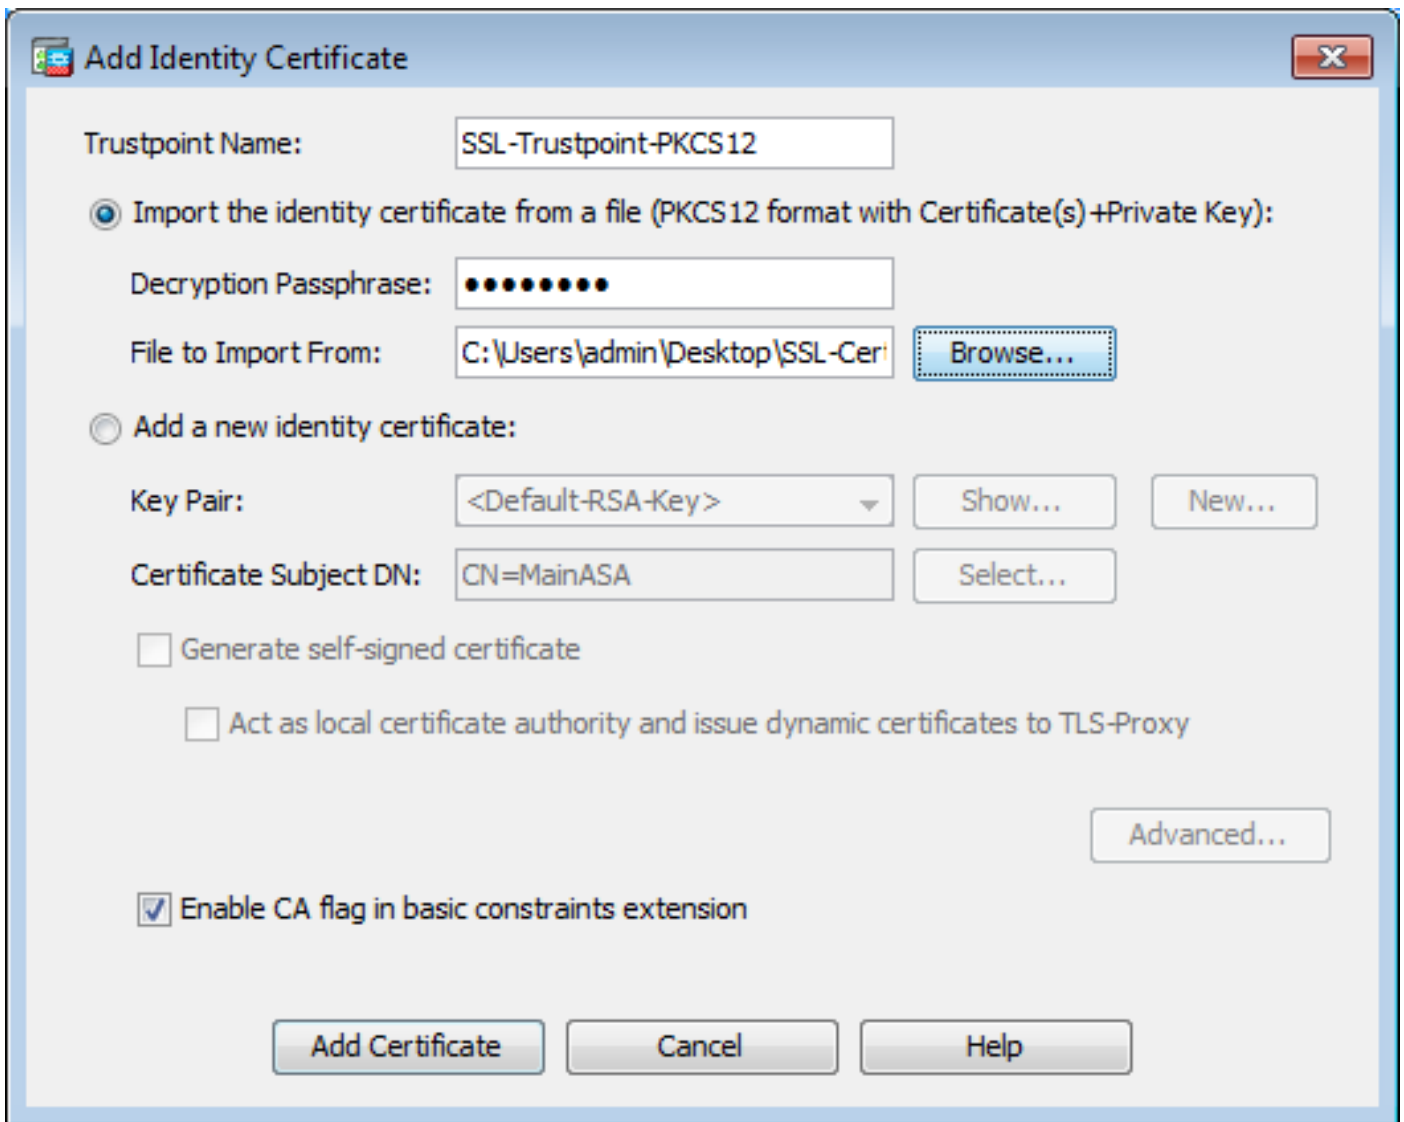 Add Identity Certificate
Trustpoint Name: SSL-Trustpoint-PKCS12
Import the identity certificate from a file (PKCS12 format with Certificate(s)+Private Key):
Decryption Passphrase: ••••••••
File to Import From: C:\Users\admin\Desktop\SSL-Cer Browse...
Add a new identity certificate:
Key Pair: <Default-RSA-Key> Show... New...
Certificate Subject DN: CN=MainASA Select...
Generate self-signed certificate
Act as local certificate authority and issue dynamic certificates to TLS-Proxy
Advanced...
Enable CA flag in basic constraints extension
Add Certificate Cancel Help